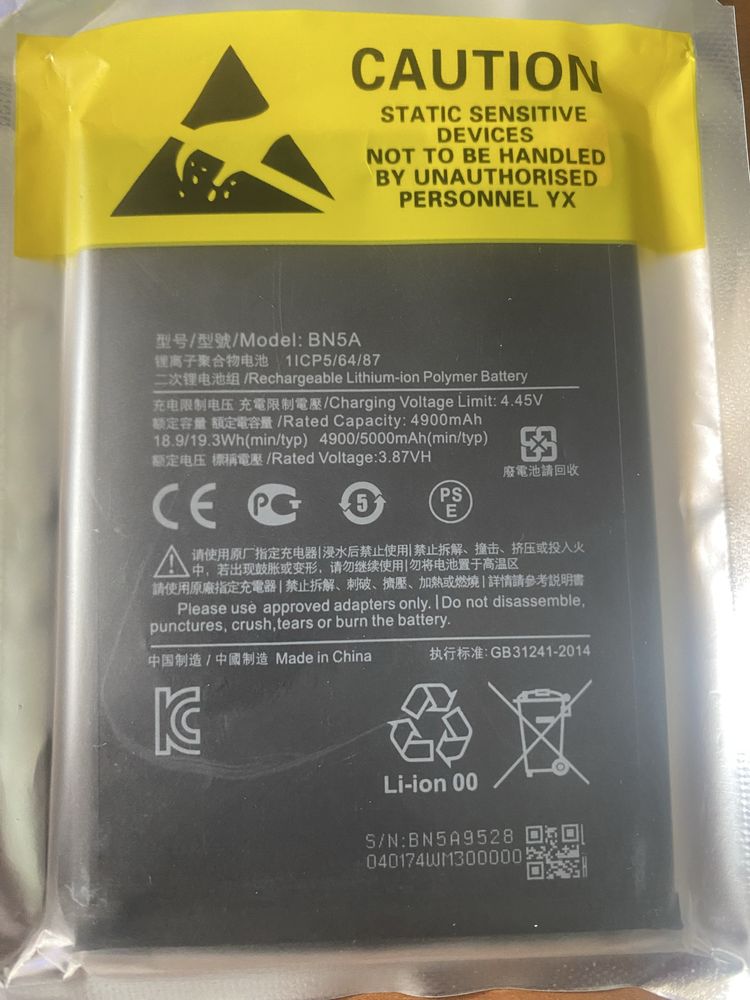 CAUTION
STATIC SENSITIVE
DEVICES
NOT TO BE HANDLED
BY UNAUTHORISED
PERSONNEL YX
型号/型號/Model: BN5A
锂离子聚合物电池 1ICP5/64/87
二次锂电池组/Rechargeable Lithium-ion Polymer Battery
充电限制电压 充電限制電壓/Charging Voltage Limit: 4.45V
额定容量 額定電容量/Rated Capacity: 4900mAh
18.9/19.3Wh(min/typ) 4900/5000mAh(min/typ)
额定电压 標稱電壓/Rated Voltage:3.87VH
廢電池請回收
CE PCT 5 PS E
请使用原厂指定充电器|浸水后禁止使用|禁止拆解、撞击、挤压或投入火
中，若出现鼓胀或变形，请勿继续使用|勿将电池置于高温区
請使用原廠指定充電器|禁止拆解、刺破、擠壓、加熱或燃燒|詳情請參考説明書
Please use approved adapters only. | Do not disassemble,
punctures, crush,tears or burn the battery.
中国制造 / 中國制造 Made in China 执行标准: GB31241-2014
Li-ion 00
S/N:BN5A9528
040174WM300000